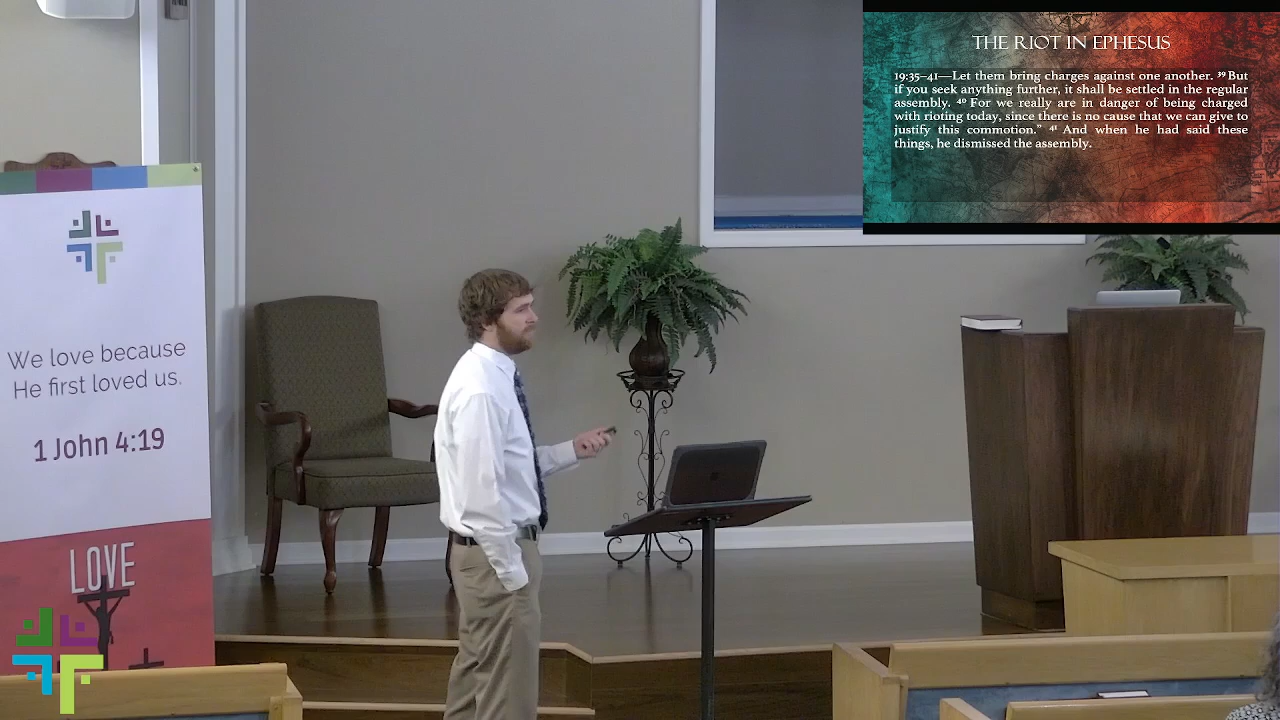 THE RIOT IN EPHESUS
19:35–41—Let them bring charges against one another. ³⁹ But
if you seek anything further, it shall be settled in the regular
assembly. ⁴⁰ For we really are in danger of being charged
with rioting today, since there is no cause that we can give to
justify this commotion.” ⁴¹ And when he had said these
things, he dismissed the assembly.
We love because
He first loved us.
1 John 4:19
LOVE